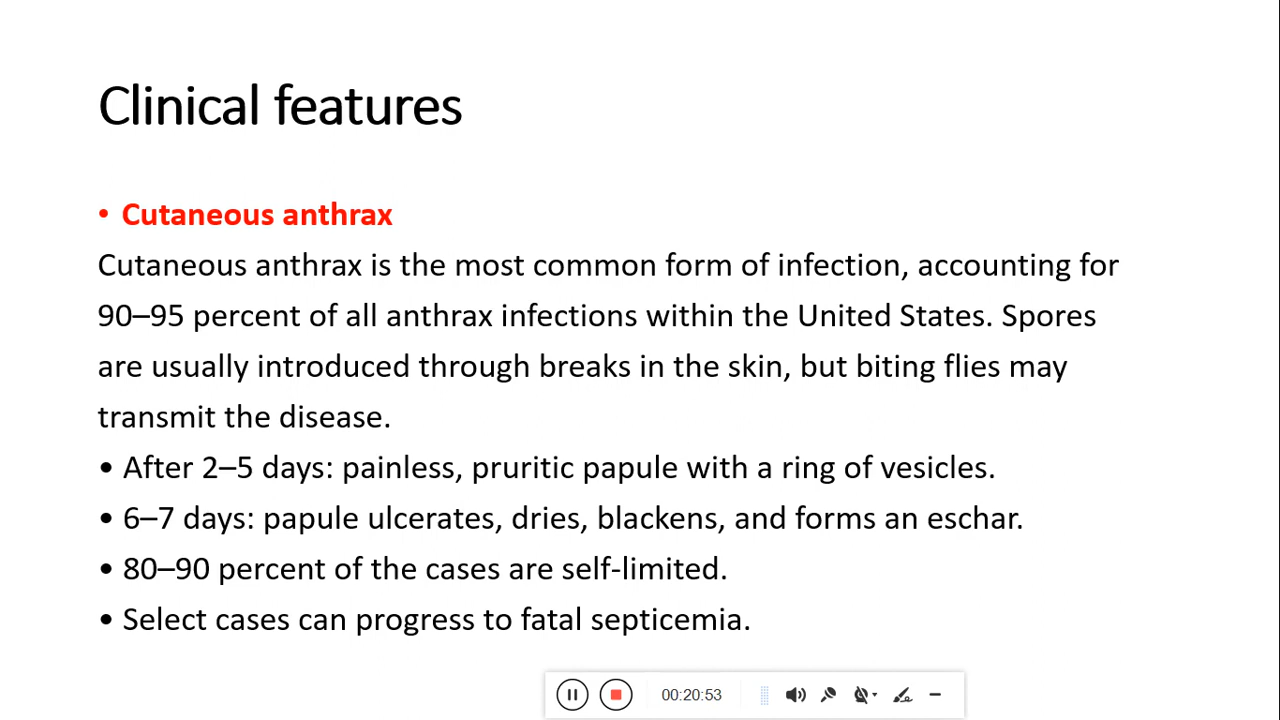 Clinical features
• Cutaneous anthrax
Cutaneous anthrax is the most common form of infection, accounting for
90–95 percent of all anthrax infections within the United States. Spores
are usually introduced through breaks in the skin, but biting flies may
transmit the disease.
• After 2–5 days: painless, pruritic papule with a ring of vesicles.
• 6–7 days: papule ulcerates, dries, blackens, and forms an eschar.
• 80–90 percent of the cases are self-limited.
• Select cases can progress to fatal septicemia.
00:20:53